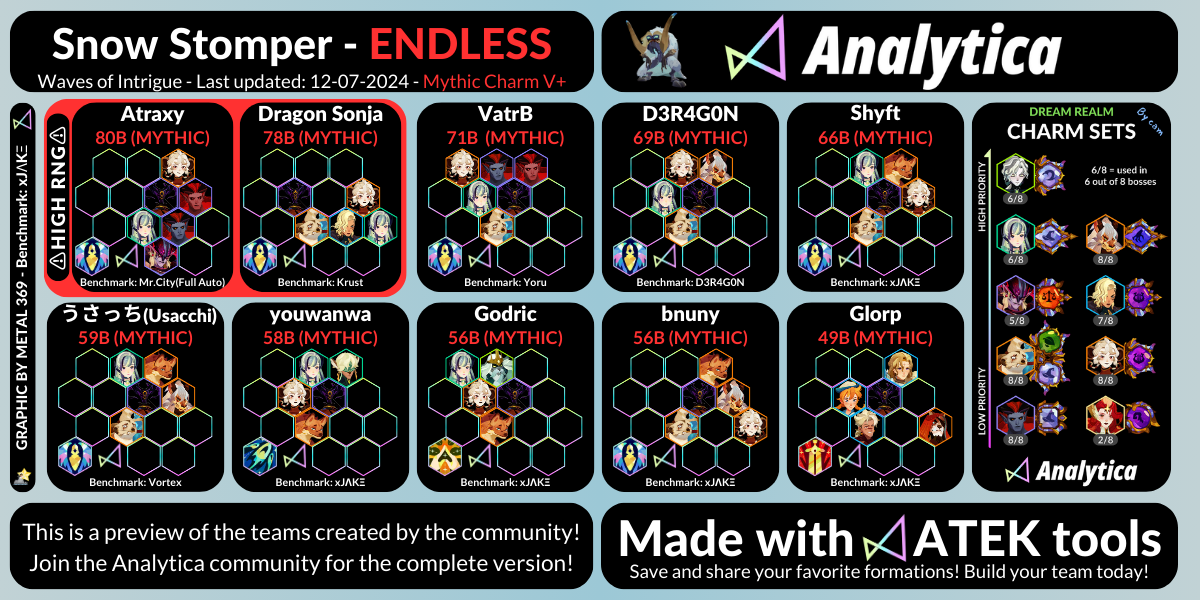 Snow Stomper - ENDLESS
Waves of Intrigue - Last updated: 12-07-2024 - Mythic Charm V+
Analytica
GRAPHIC BY METAL 369 - Benchmark: xJΛKΞ
⚠HIGH RNG⚠
Atraxy
80B (MYTHIC)
Benchmark: Mr.City(Full Auto)
Dragon Sonja
78B (MYTHIC)
Benchmark: Krust
VatrB
71B (MYTHIC)
Benchmark: Yoru
D3R4G0N
69B (MYTHIC)
Benchmark: D3R4G0N
Shyft
66B (MYTHIC)
Benchmark: xJΛKΞ
うさっち(Usacchi)
59B (MYTHIC)
Benchmark: Vortex
youwanwa
58B (MYTHIC)
Benchmark: xJΛKΞ
Godric
56B (MYTHIC)
Benchmark: xJΛKΞ
bnuny
56B (MYTHIC)
Benchmark: xJΛKΞ
Glorp
49B (MYTHIC)
Benchmark: xJΛKΞ
DREAM REALM
CHARM SETS
By cam
HIGH PRIORITY
LOW PRIORITY
6/8
6/8 = used in
6 out of 8 bosses
6/8
8/8
5/8
7/8
8/8
8/8
8/8
2/8
Analytica
This is a preview of the teams created by the community!
Join the Analytica community for the complete version!
Made with ATEK tools
Save and share your favorite formations! Build your team today!